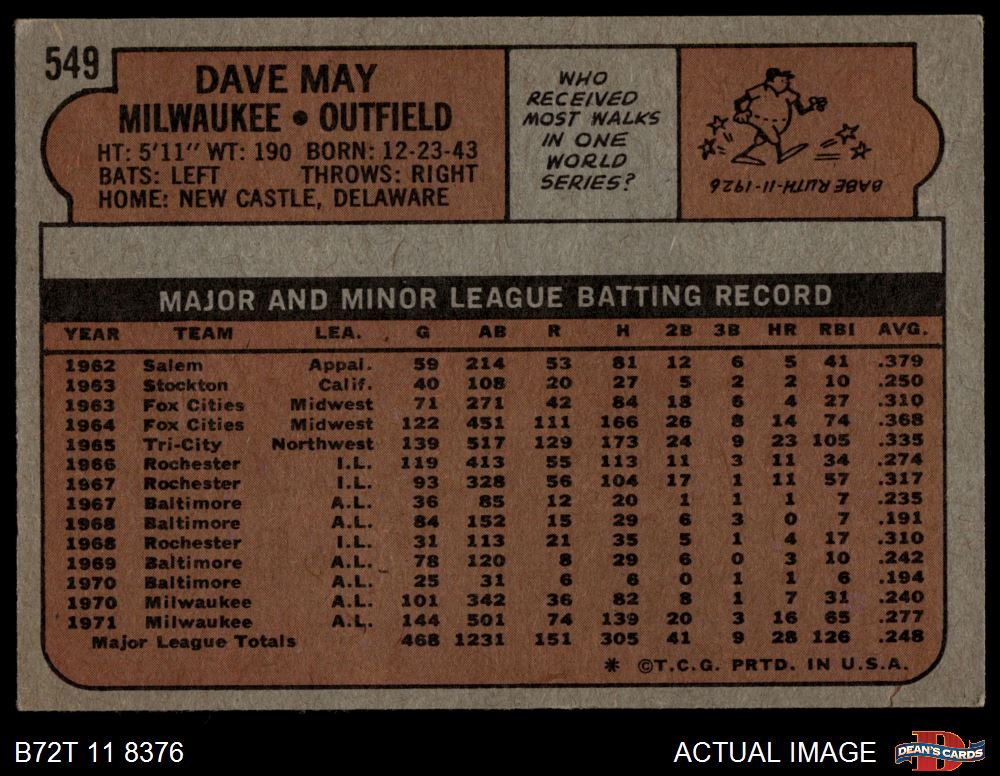 549
DAVE MAY
MILWAUKEE • OUTFIELD
HT: 5'11" WT: 190 BORN: 12-23-43
BATS: LEFT THROWS: RIGHT
HOME: NEW CASTLE, DELAWARE
WHO
RECEIVED
MOST WALKS
IN ONE
WORLD
SERIES?
BABE RUTH-11-1926
MAJOR AND MINOR LEAGUE BATTING RECORD
YEAR TEAM LEA. G AB R H 2B 3B HR RBI AVG.
1962 Salem Appal. 59 214 53 81 12 6 5 41 .379
1963 Stockton Calif. 40 108 20 27 5 2 2 10 .250
1963 Fox Cities Midwest 71 271 42 84 18 6 4 27 .310
1964 Fox Cities Midwest 122 451 111 166 26 8 14 74 .368
1965 Tri-City Northwest 139 517 129 173 24 9 23 105 .335
1966 Rochester I.L. 119 413 55 113 11 3 11 34 .274
1967 Rochester I.L. 93 328 56 104 17 1 11 57 .317
1967 Baltimore A.L. 36 85 12 20 1 1 1 7 .235
1968 Baltimore A.L. 84 152 15 29 6 3 0 7 .191
1968 Rochester I.L. 31 113 21 35 5 1 4 17 .310
1969 Baltimore A.L. 78 120 8 29 6 0 3 10 .242
1970 Baltimore A.L. 25 31 6 6 0 1 1 6 .194
1970 Milwaukee A.L. 101 342 36 82 8 1 7 31 .240
1971 Milwaukee A.L. 144 501 74 139 20 3 16 65 .277
Major League Totals 468 1231 151 305 41 9 28 126 .248
* ©T.C.G. PRTD. IN U.S.A.
B72T 11 8376
ACTUAL IMAGE
D
DEAN'S CARDS